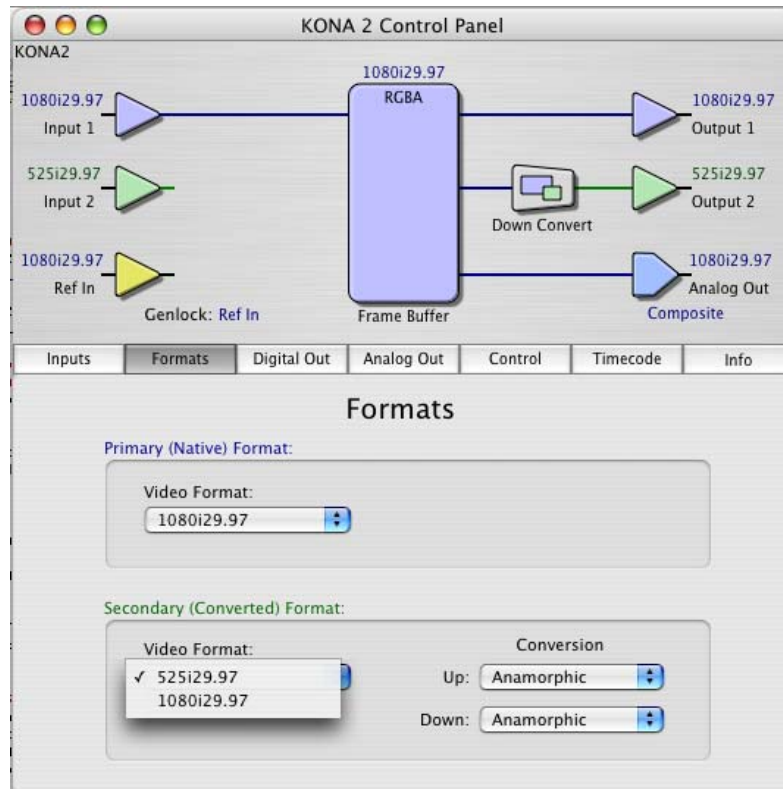 KONA 2 Control Panel
KONA2
1080i29.97
RGBA
1080i29.97
Input 1
1080i29.97
Output 1
525i29.97
Input 2
Down Convert
525i29.97
Output 2
1080i29.97
Ref In
Genlock: Ref In
Frame Buffer
1080i29.97
Analog Out
Composite
Inputs Formats Digital Out Analog Out Control Timecode Info
Formats
Primary (Native) Format:
Video Format:
1080i29.97
Secondary (Converted) Format:
Video Format:
✓ 525i29.97
1080i29.97
Conversion
Up: Anamorphic
Down: Anamorphic